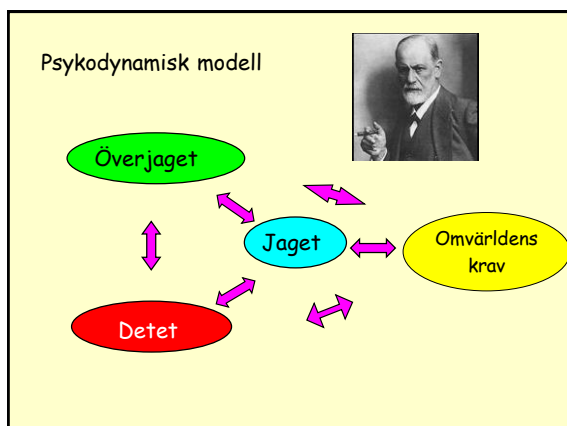 Psykodynamisk modell
Överjaget
Jaget
Omvärldens
krav
Detet